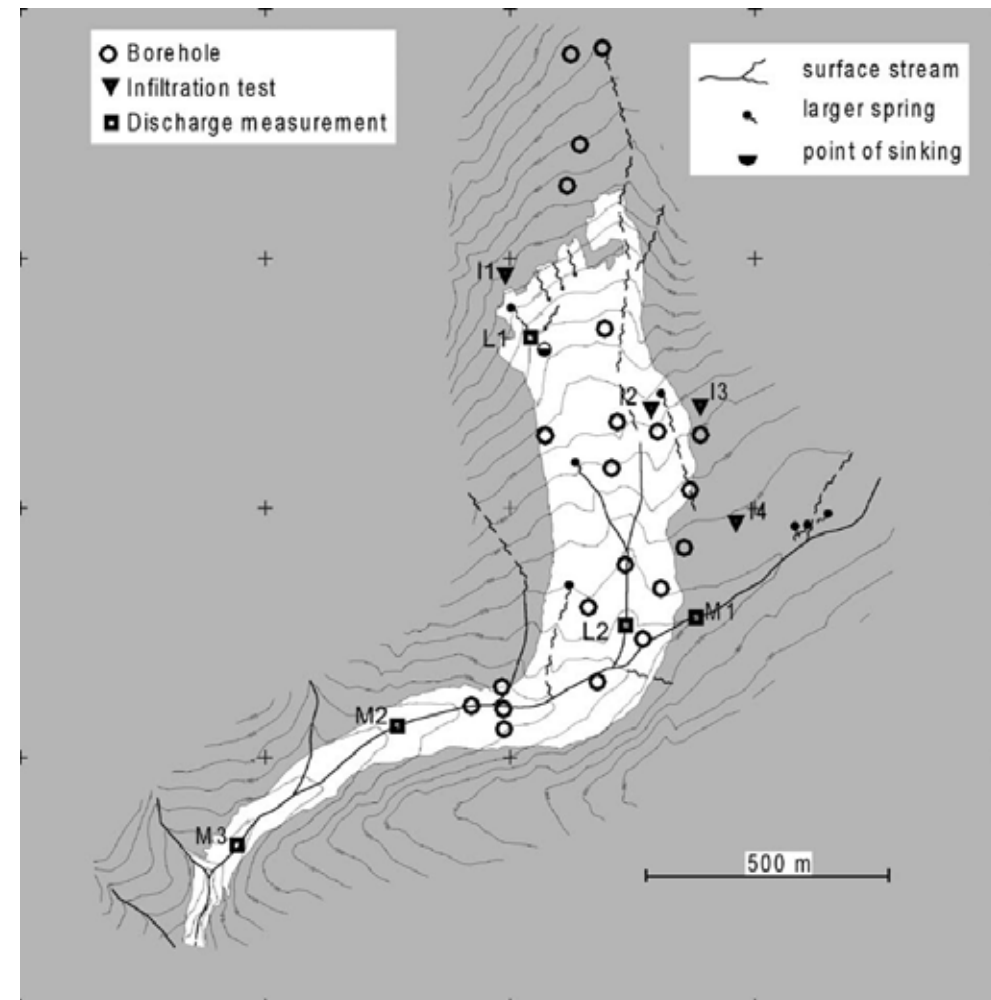 Borehole
Infiltration test
Discharge measurement
surface stream
larger spring
point of sinking
I1
L1
I2
I3
I4
M1
L2
M2
M3
500 m